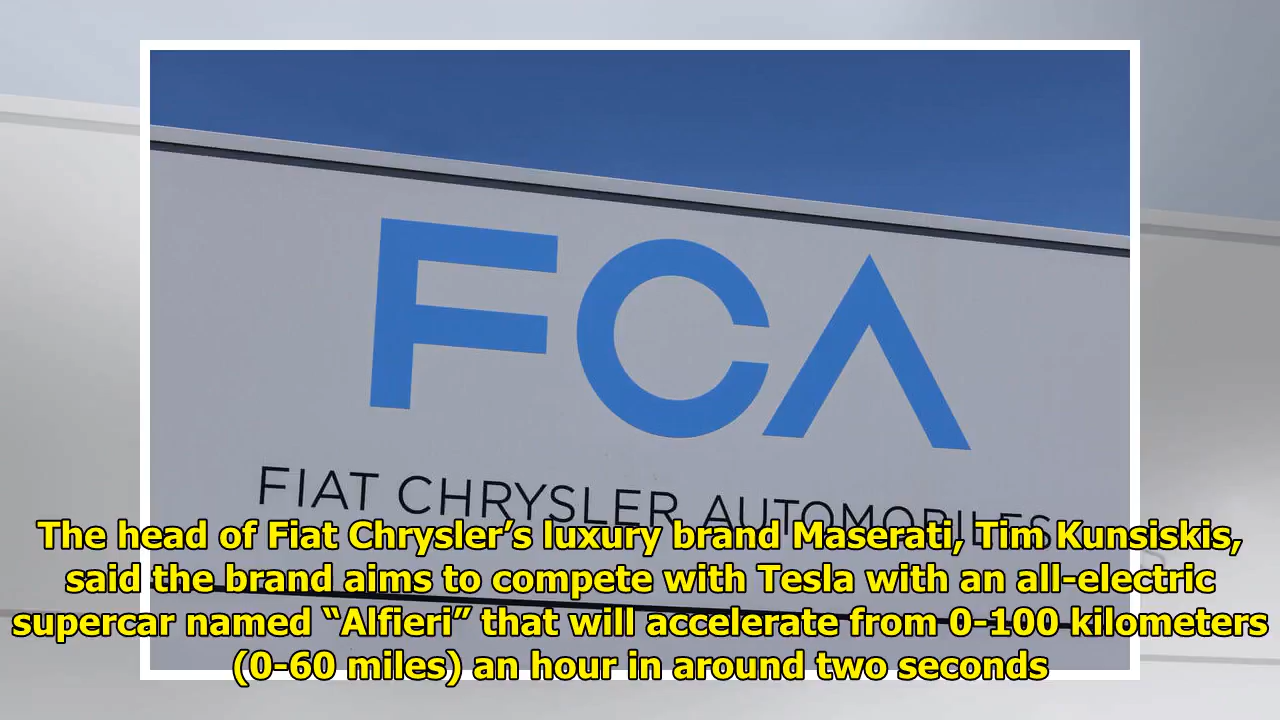 FCA
FIAT CHRYSLER AUTOMOBILES
The head of Fiat Chrysler’s luxury brand Maserati, Tim Kunsiskis,
said the brand aims to compete with Tesla with an all-electric
supercar named “Alfieri” that will accelerate from 0-100 kilometers
(0-60 miles) an hour in around two seconds